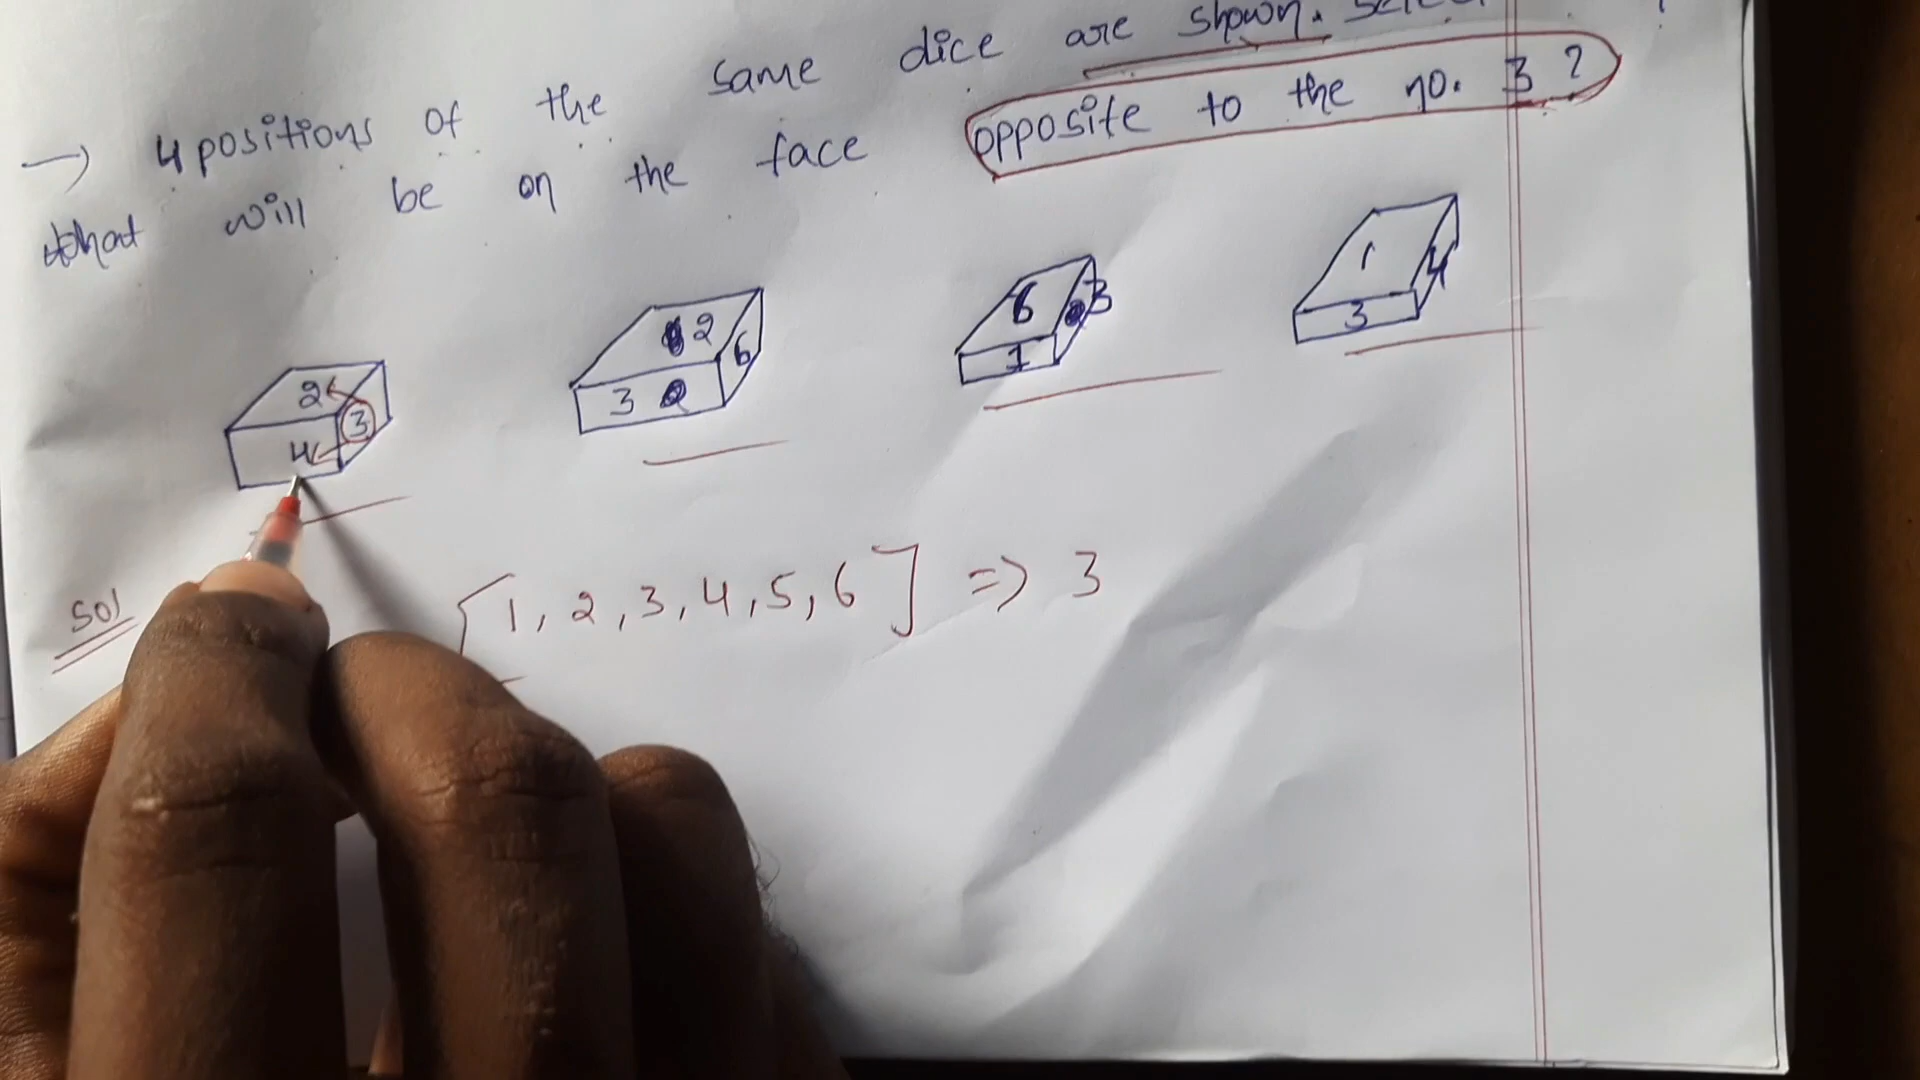 → 4 positions of the same dice are shown.
what will be on the face opposite to the no. 3 ?
2 3 4
2 6 3
6 3 1
1 4 3
Sol
[1, 2, 3, 4, 5, 6] => 3